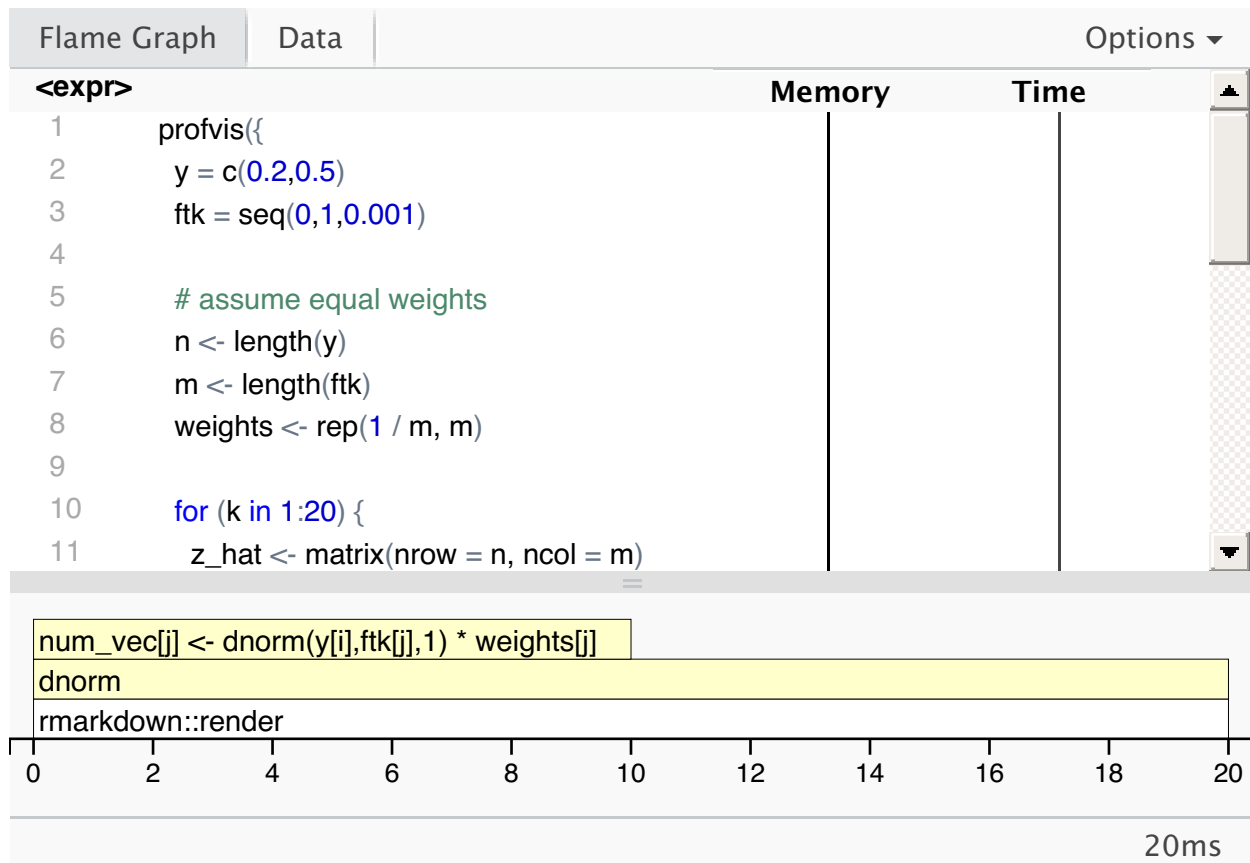 Flame Graph Data Options
<expr> Memory Time
1 profvis({
2 y = c(0.2,0.5)
3 ftk = seq(0,1,0.001)
4
5 # assume equal weights
6 n <- length(y)
7 m <- length(ftk)
8 weights <- rep(1 / m, m)
9
10 for (k in 1:20) {
11 z_hat <- matrix(nrow = n, ncol = m)
num_vec[j] <- dnorm(y[i],ftk[j],1) * weights[j]
dnorm
rmarkdown::render
0 2 4 6 8 10 12 14 16 18 20
20ms